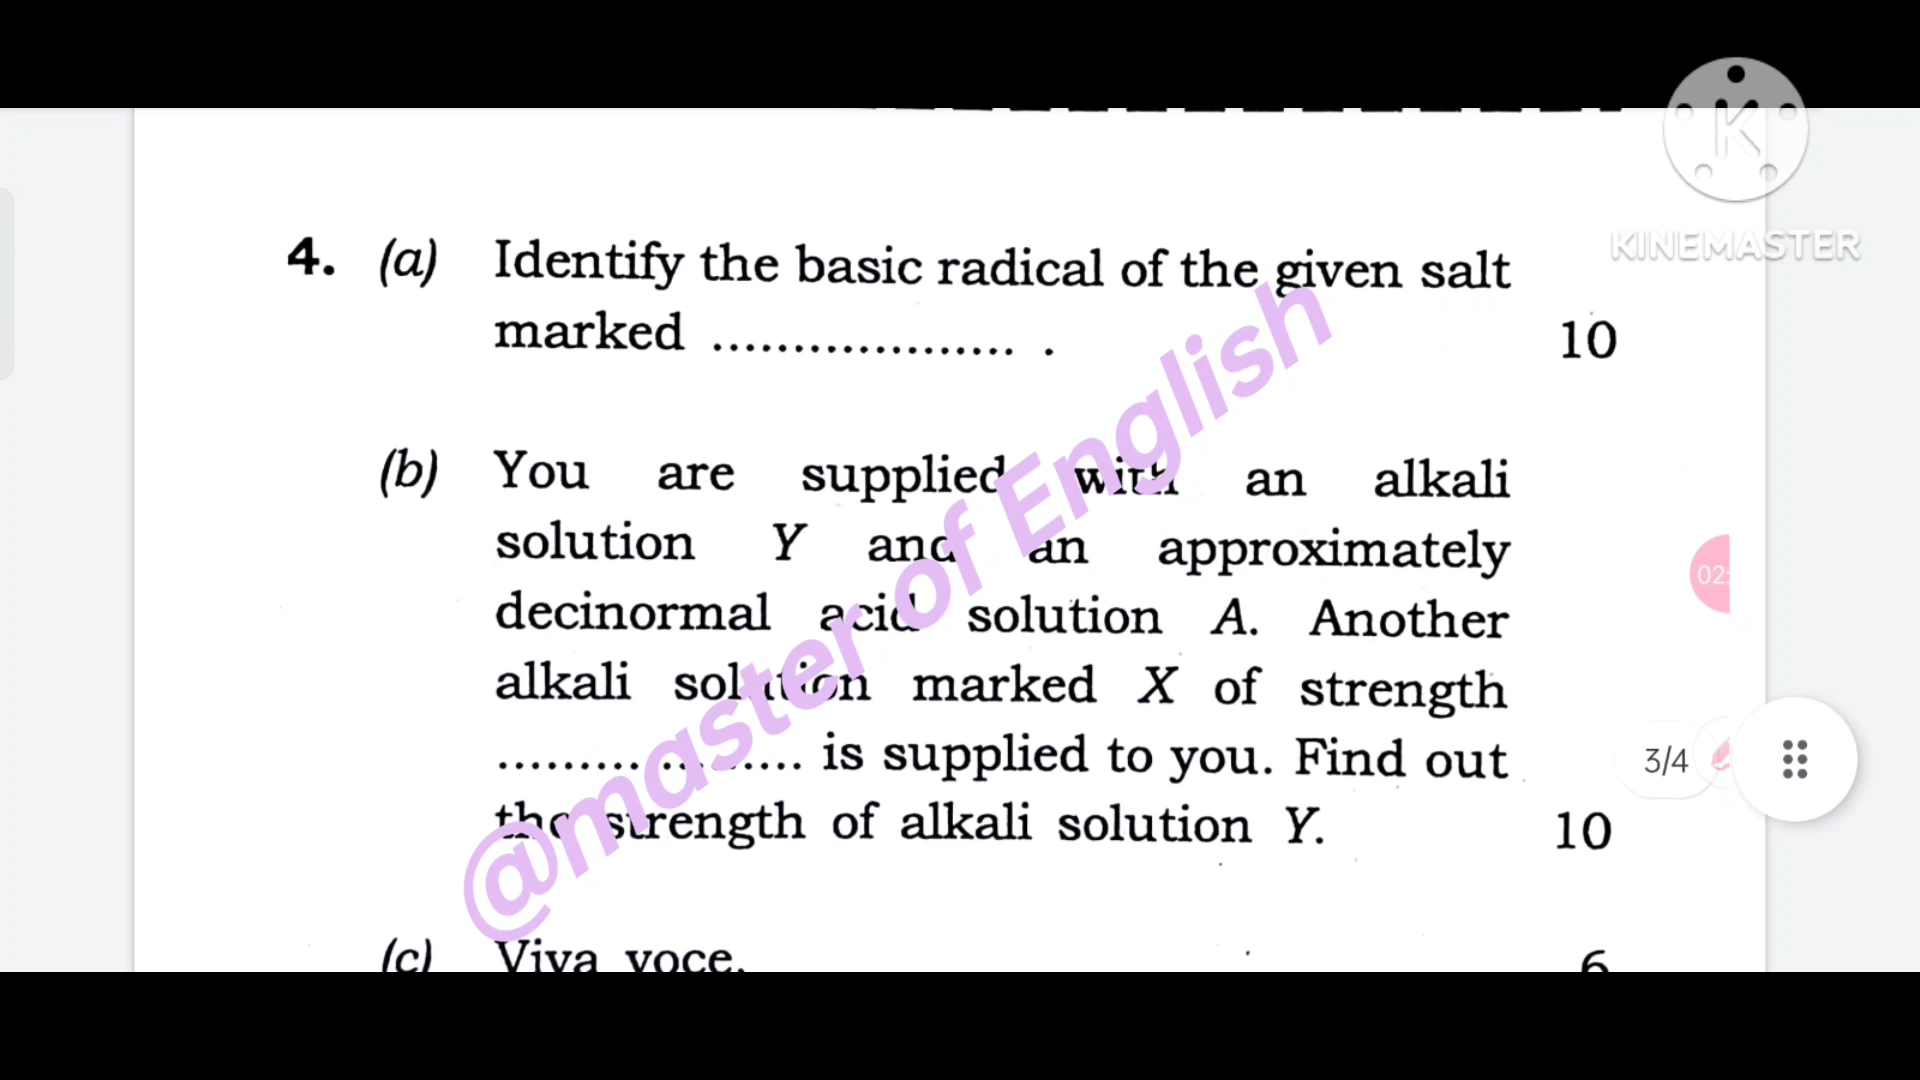 4. (a) Identify the basic radical of the given salt
marked ................... . 10
(b) You are supplied with an alkali
solution Y and an approximately
decinormal acid solution A. Another
alkali solution marked X of strength
................... is supplied to you. Find out
the strength of alkali solution Y. 10
(c) Viva voce. 6
@master of English
K
KINEMASTER
02:
3/4